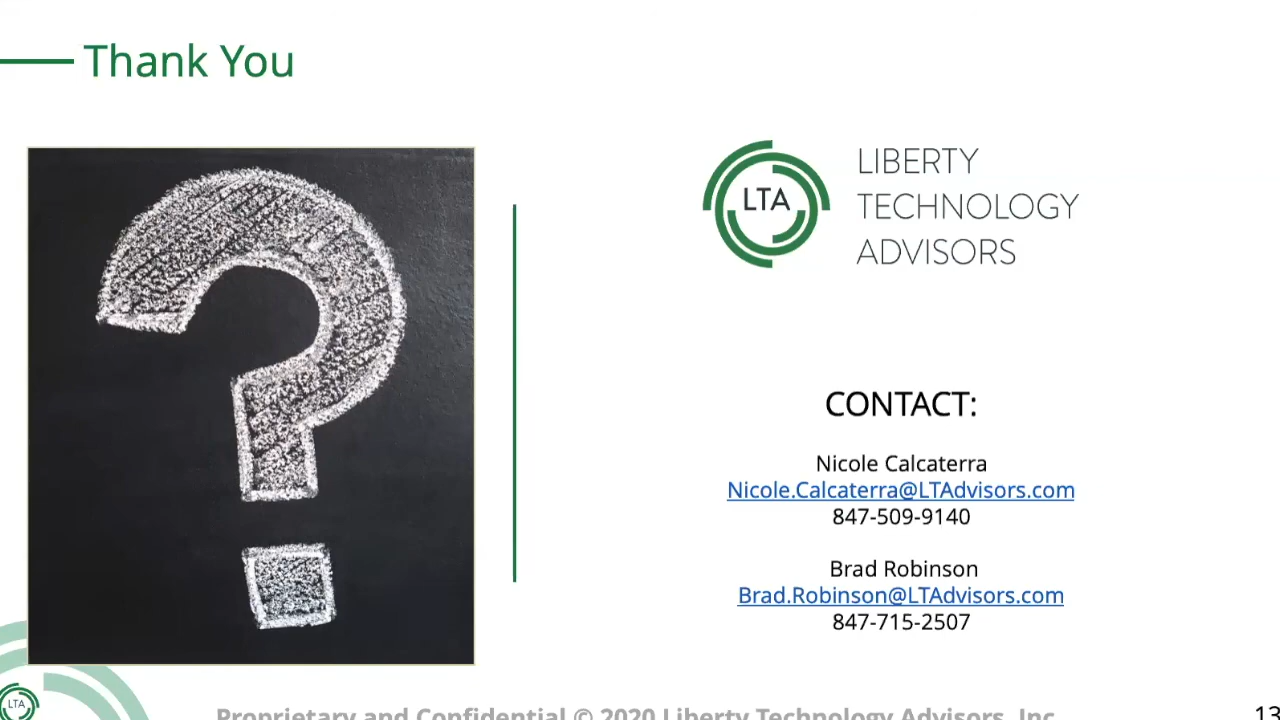 Thank You
LTA
LIBERTY
TECHNOLOGY
ADVISORS
?
CONTACT:
Nicole Calcaterra
Nicole.Calcaterra@LTAdvisors.com
847-509-9140
Brad Robinson
Brad.Robinson@LTAdvisors.com
847-715-2507
LTA
Proprietary and Confidential © 2020 Liberty Technology Advisors, Inc.
13